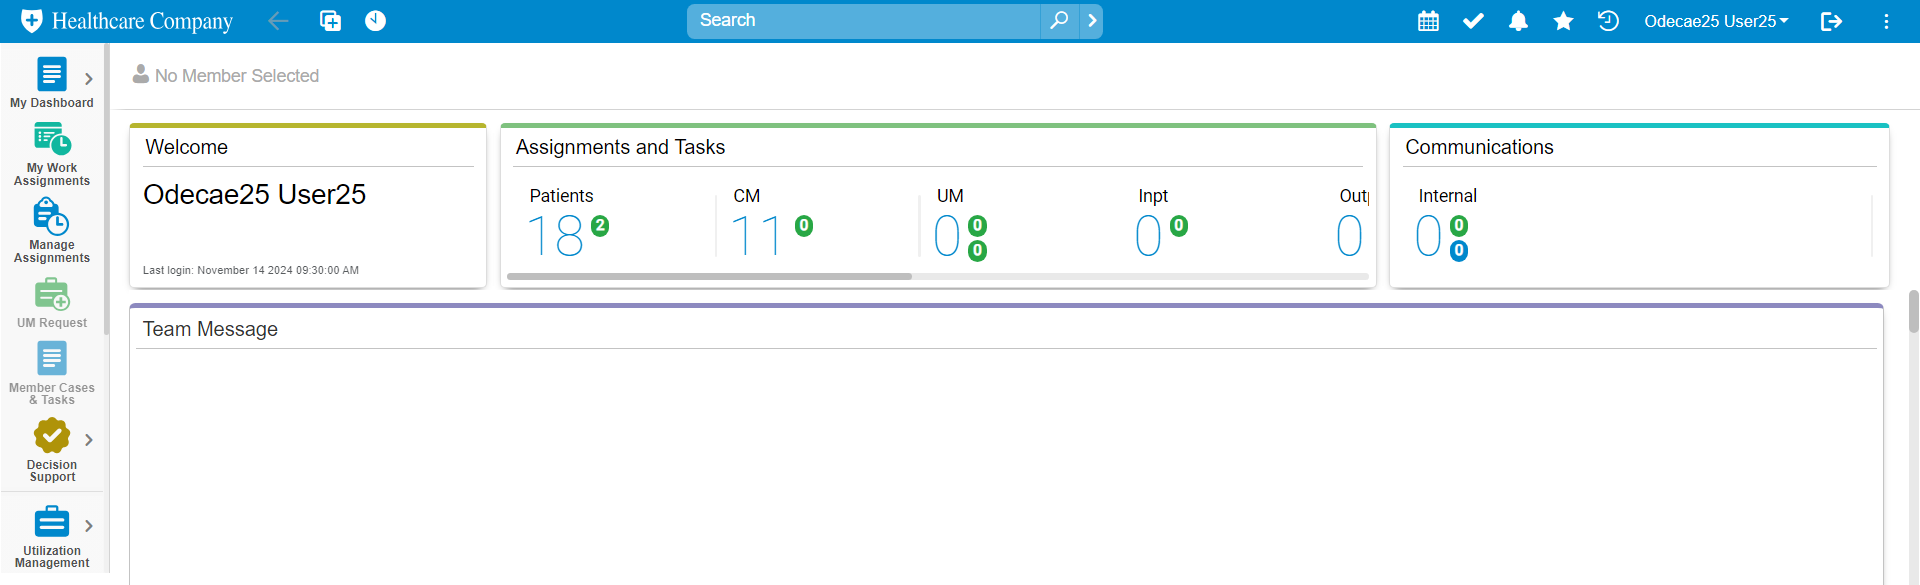 Healthcare Company
Search
Odecae25 User25
No Member Selected
My Dashboard
My Work
Assignments
Manage
Assignments
UM Request
Member Cases
& Tasks
Decision
Support
Utilization
Management
Welcome
Odecae25 User25
Last login: November 14 2024 09:30:00 AM
Assignments and Tasks
Patients
18 2
CM
11 0
UM
0 0
0
Inpt
0 0
Out
0
Communications
Internal
0 0
0
Team Message